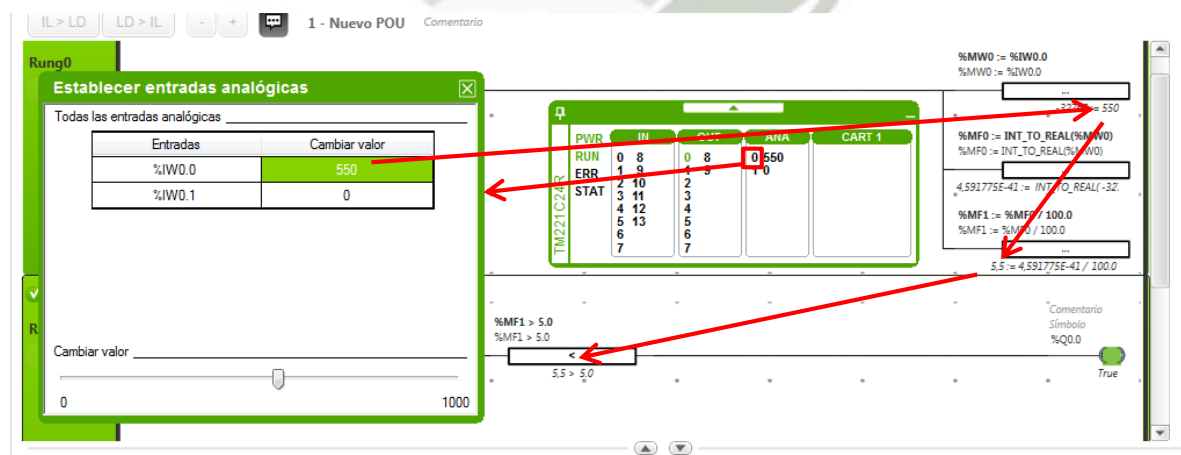 IL > LD LD > IL - + 1 - Nuevo POU Comentario
Rung0
Establecer entradas analógicas
Todas las entradas analógicas
Entradas Cambiar valor
%IW0.0 550
%IW0.1 0
Cambiar valor
0 1000
TM221C24R
PWR
RUN
ERR
STAT
IN OUT ANA CART 1
0 8 0 8 0 550
1 9 1 9 1 0
2 10 2
3 11 3
4 12 4
5 13 5
6 6
7 7
%MW0 := %IW0.0
%MW0 := %IW0.0
...
:= 550
%MF0 := INT_TO_REAL(%MW0)
%MF0 := INT_TO_REAL(%MW0)
...
4,591775E-41 := INT_TO_REAL(-32
%MF1 := %MF0 / 100.0
%MF1 := %MF0 / 100.0
...
5,5 := 4,591775E-41 / 100.0
R
%MF1 > 5.0
%MF1 > 5.0
<
5,5 > 5.0
Comentario
Símbolo
%Q0.0
True